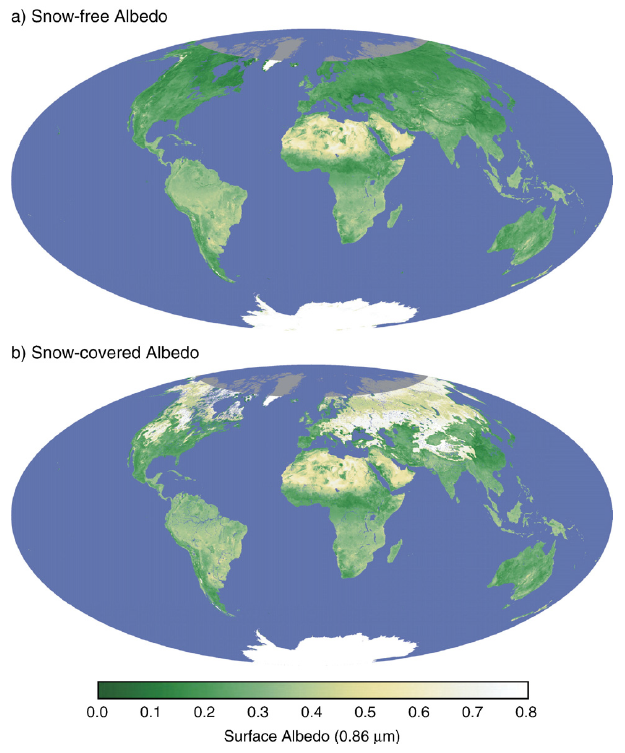 a) Snow-free Albedo
b) Snow-covered Albedo
0.0 0.1 0.2 0.3 0.4 0.5 0.6 0.7 0.8
Surface Albedo (0.86 μm)